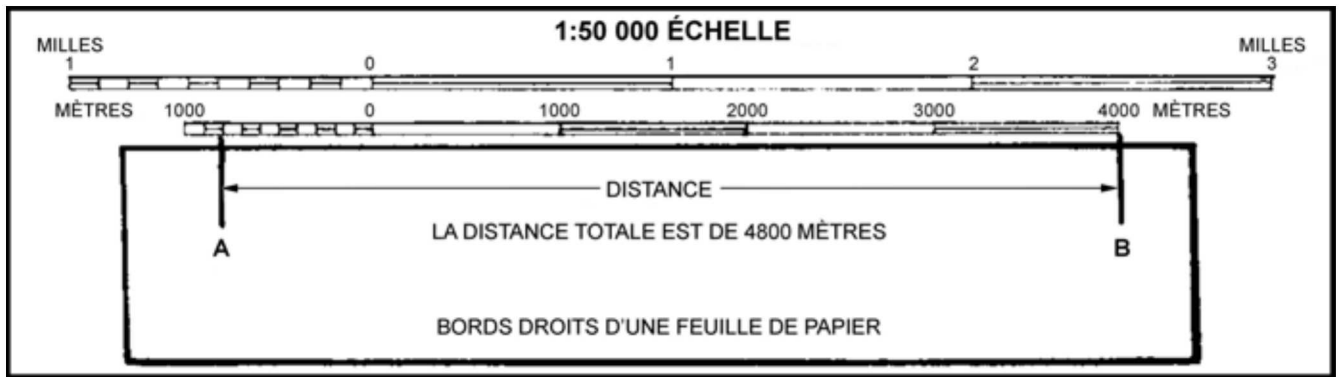 1:50 000 ÉCHELLE
MILLES MILLES
1 0 1 2 3
MÈTRES 1000 0 1000 2000 3000 4000 MÈTRES
DISTANCE
LA DISTANCE TOTALE EST DE 4800 MÈTRES
A B
BORDS DROITS D'UNE FEUILLE DE PAPIER